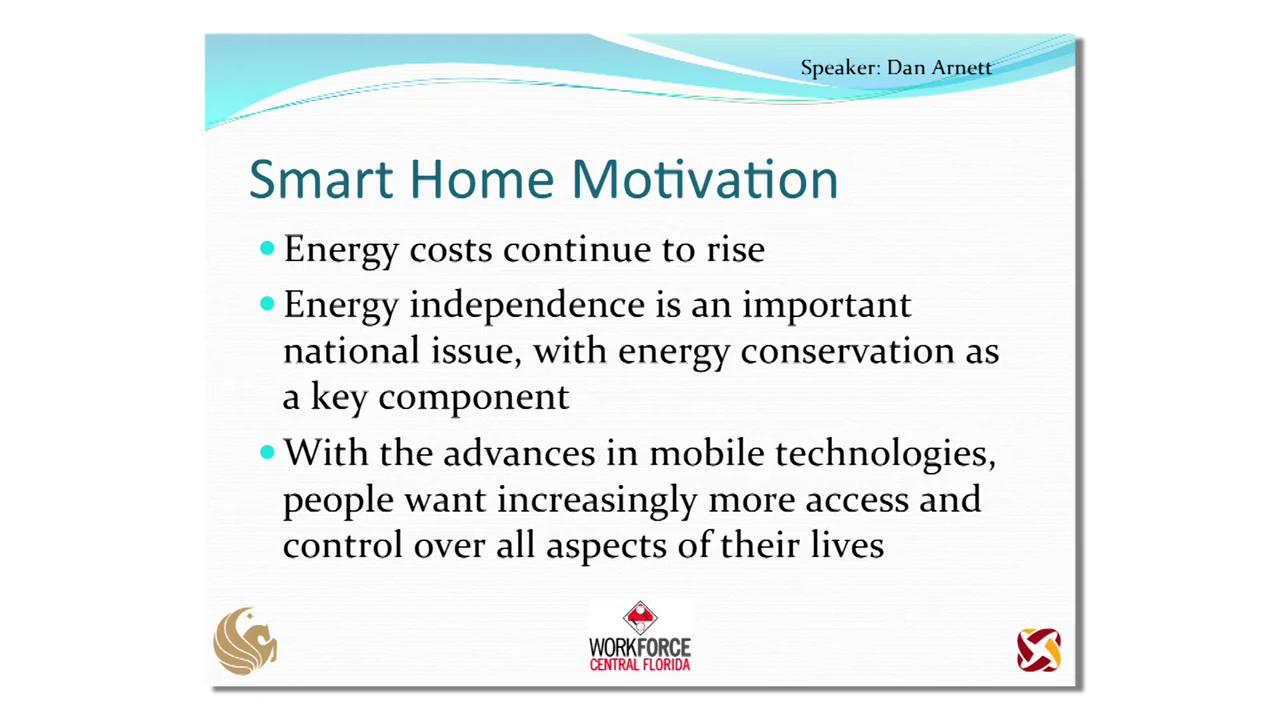 Speaker: Dan Arnett
Smart Home Motivation
Energy costs continue to rise
Energy independence is an important
national issue, with energy conservation as
a key component
With the advances in mobile technologies,
people want increasingly more access and
control over all aspects of their lives
WORKFORCE
CENTRAL FLORIDA